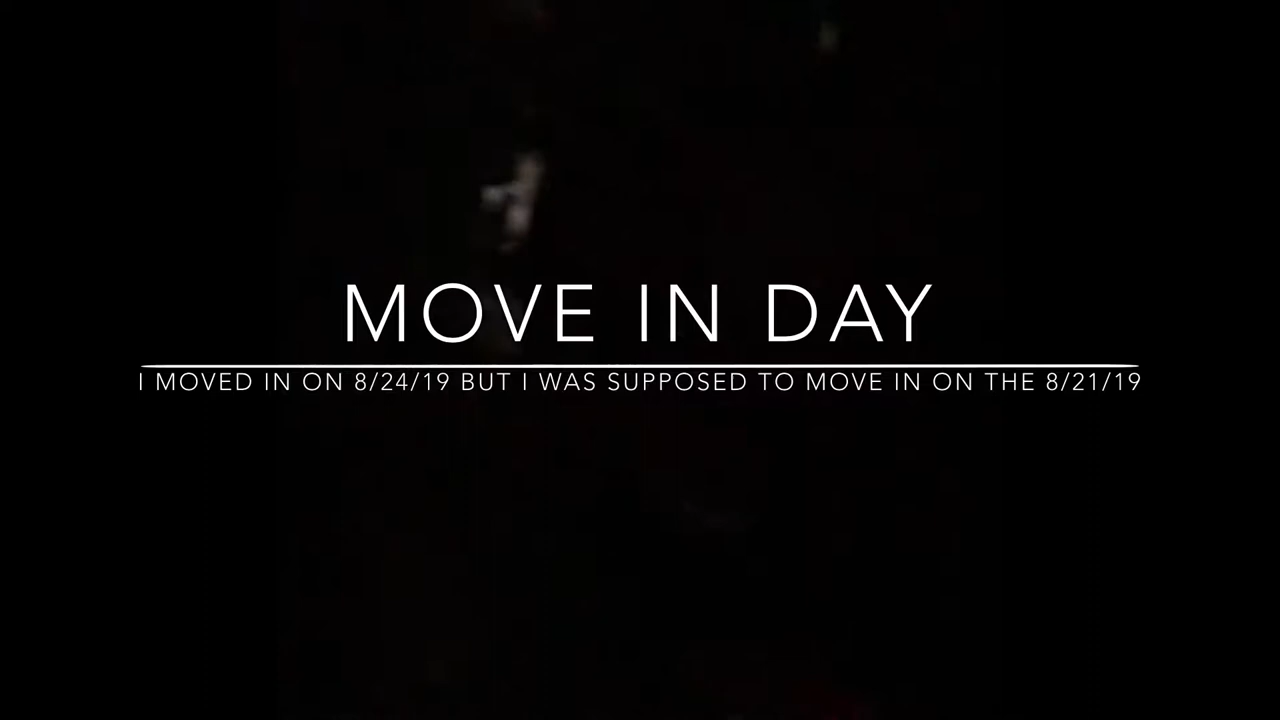 MOVE IN DAY
I MOVED IN ON 8/24/19 BUT I WAS SUPPOSED TO MOVE IN ON THE 8/21/19